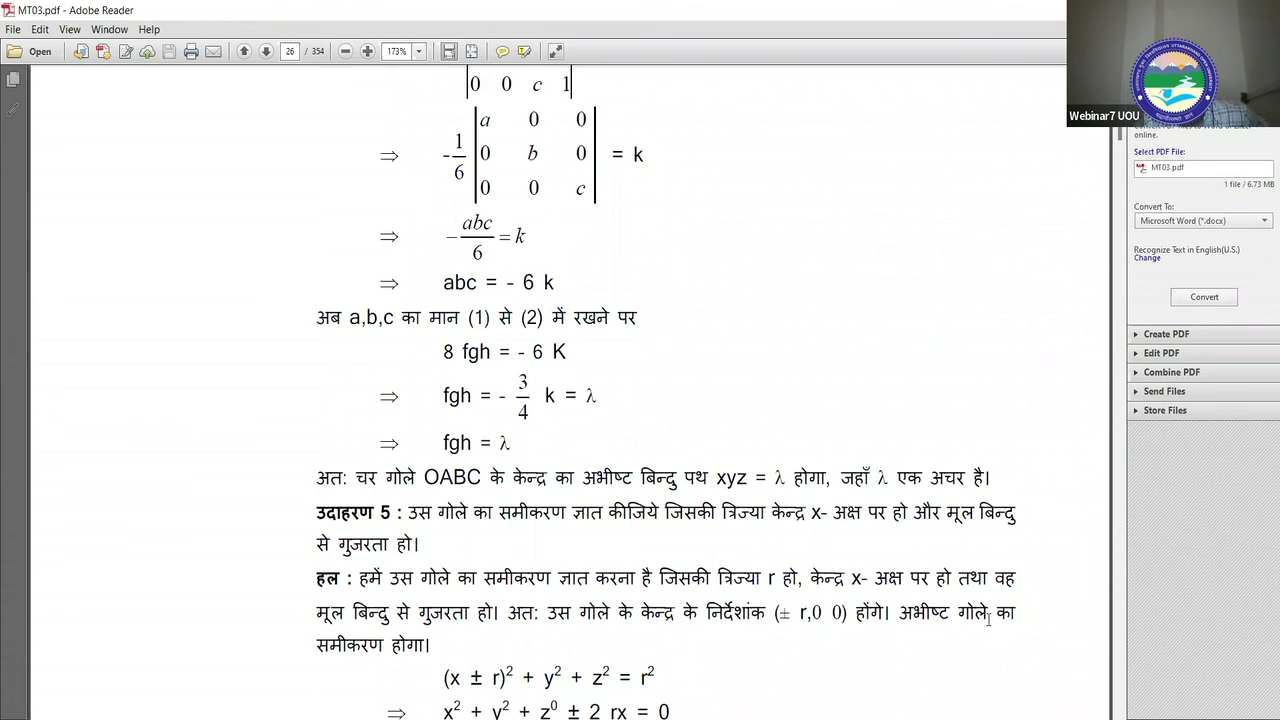 MT03.pdf - Adobe Reader
File Edit View Window Help
Open 26 / 354 173%
Webinar7 UOU
0 0 c 1
⇒ -1/6 |a 0 0
0 b 0
0 0 c| = k
⇒ -abc/6 = k
⇒ abc = - 6 k
अब a,b,c का मान (1) से (2) में रखने पर
8 fgh = - 6 K
⇒ fgh = - 3/4 k = λ
⇒ fgh = λ
अत: चर गोले OABC के केन्द्र का अभीष्ट बिन्दु पथ xyz = λ होगा, जहाँ λ एक अचर है।
उदाहरण 5 : उस गोले का समीकरण ज्ञात कीजिये जिसकी त्रिज्या केन्द्र x- अक्ष पर हो और मूल बिन्दु
से गुजरता हो।
हल : हमें उस गोले का समीकरण ज्ञात करना है जिसकी त्रिज्या r हो, केन्द्र x- अक्ष पर हो तथा वह
मूल बिन्दु से गुजरता हो। अत: उस गोले के केन्द्र के निर्देशांक (± r,0 0) होंगे। अभीष्ट गोले का
समीकरण होगा।
(x ± r)² + y² + z² = r²
⇒ x² + y² + z⁰ ± 2 rx = 0
online.
Select PDF File:
MT03.pdf
1 file / 6.73 MB
Convert To:
Microsoft Word (*.docx)
Recognize Text in English(U.S.)
Change
Convert
Create PDF
Edit PDF
Combine PDF
Send Files
Store Files